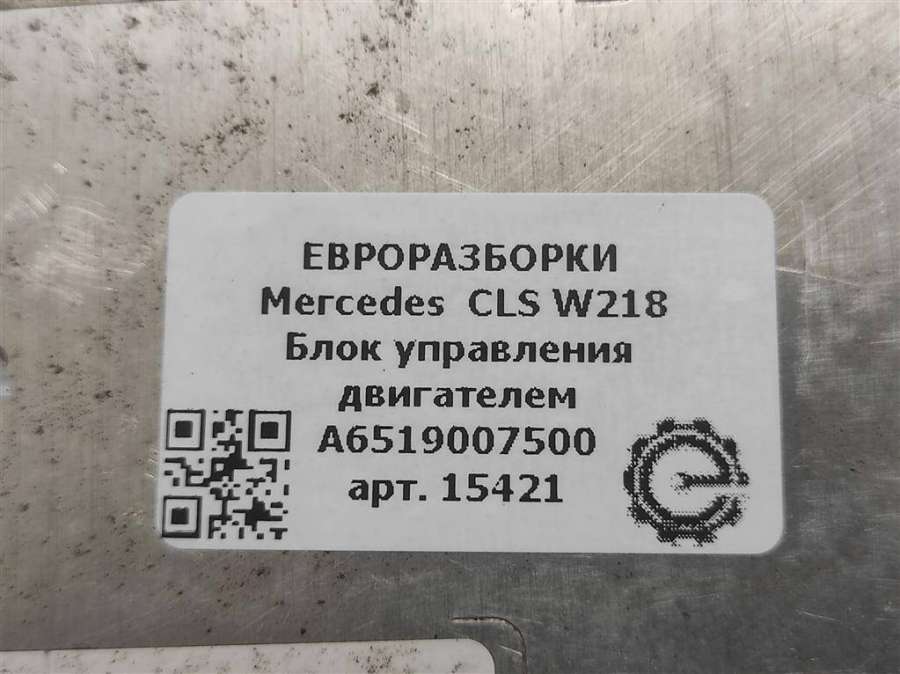 ЕВРОРАЗБОРКИ
Mercedes CLS W218
Блок управления
двигателем
A6519007500
арт. 15421